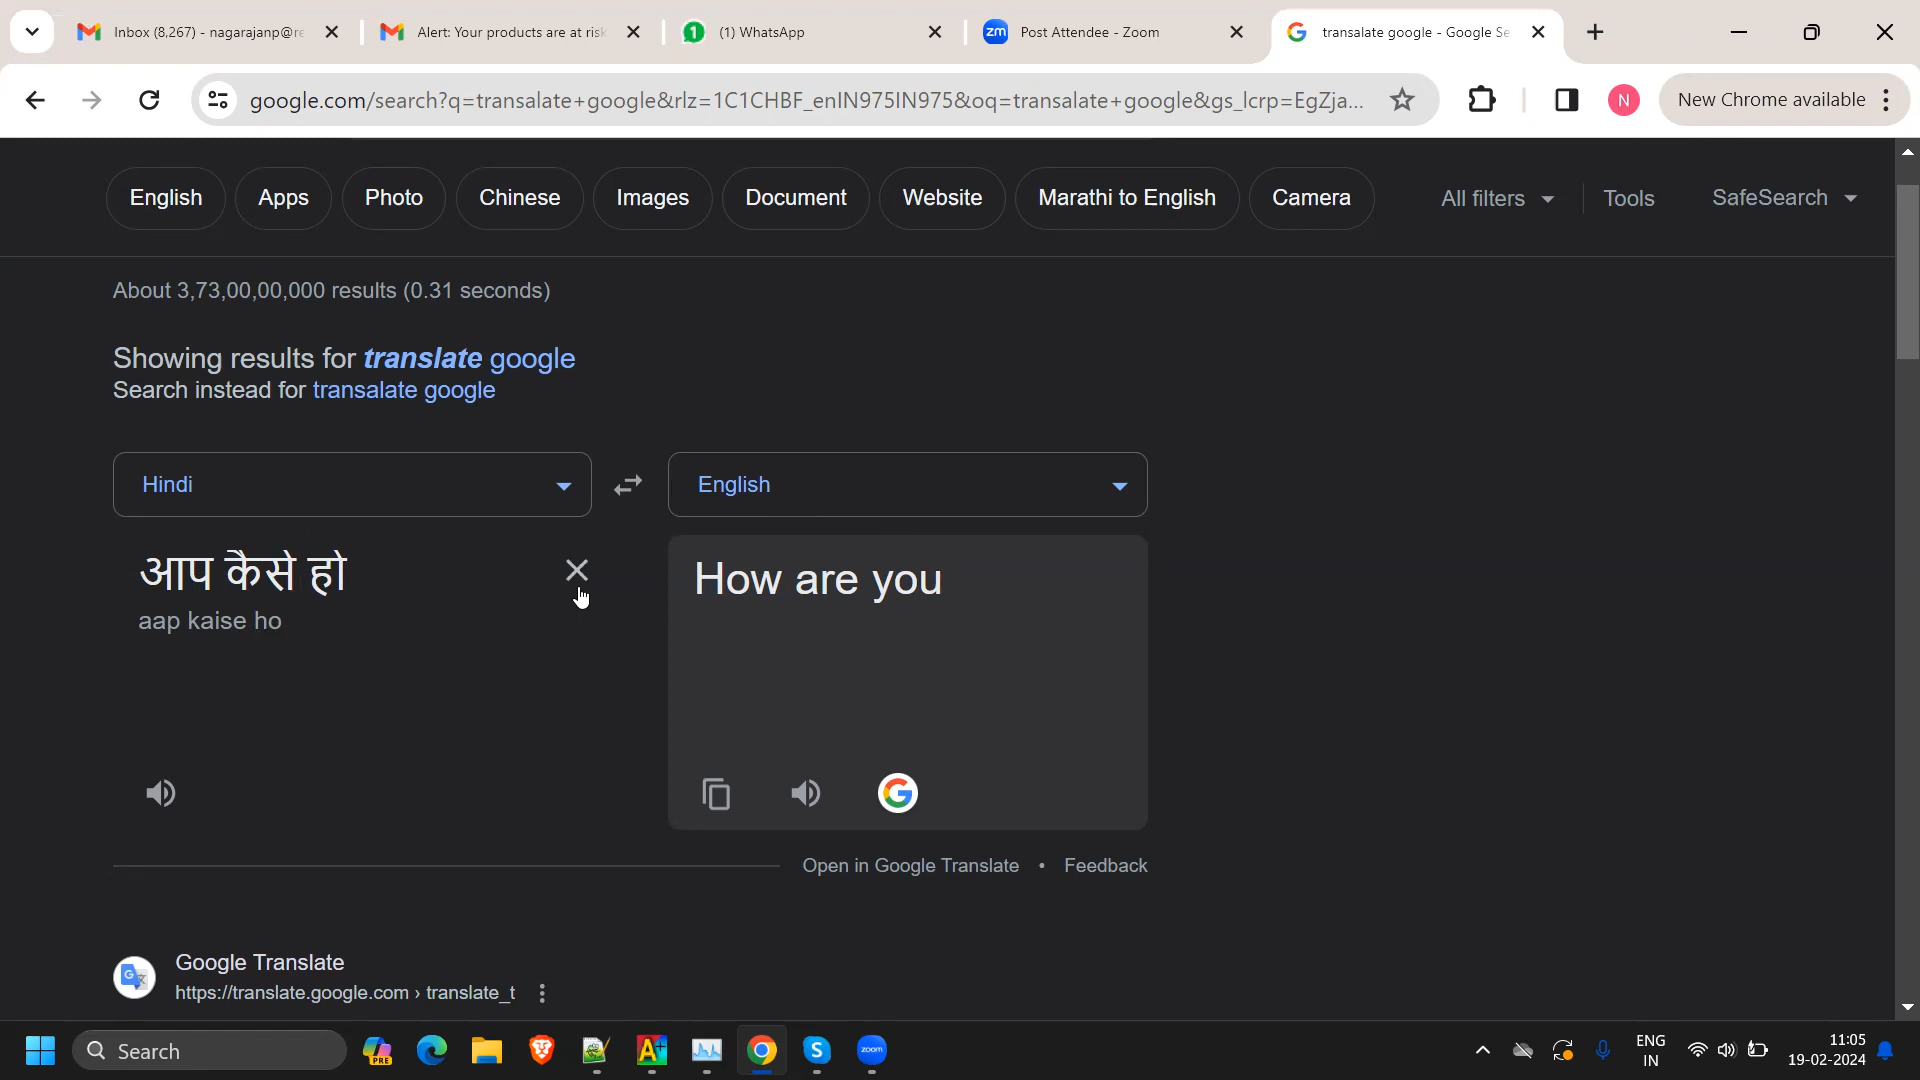 Inbox (8,267) - nagarajanp@re
Alert: Your products are at risk
1 (1) WhatsApp
zm Post Attendee - Zoom
transalate google - Google Se
google.com/search?q=transalate+google&rlz=1C1CHBF_enIN975IN975&oq=transalate+google&gs_lcrp=EgZja...
N
New Chrome available
English
Apps
Photo
Chinese
Images
Document
Website
Marathi to English
Camera
All filters
Tools
SafeSearch
About 3,73,00,00,000 results (0.31 seconds)
Showing results for translate google
Search instead for transalate google
Hindi
English
आप कैसे हो
How are you
aap kaise ho
Open in Google Translate • Feedback
Google Translate
https://translate.google.com › translate_t
Search
PRE
zoom
ENG
IN
11:05
19-02-2024